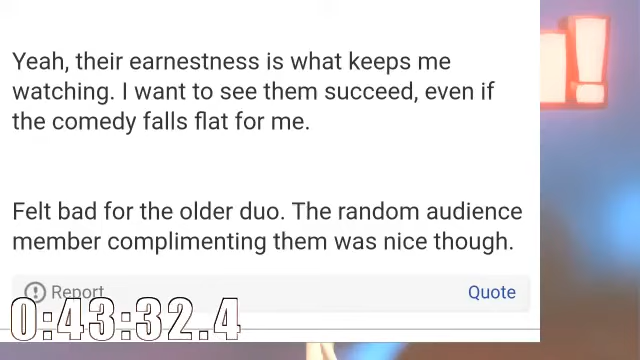 Yeah, their earnestness is what keeps me
watching. I want to see them succeed, even if
the comedy falls flat for me.
Felt bad for the older duo. The random audience
member complimenting them was nice though.
Report
Quote
0:43:32.4
!